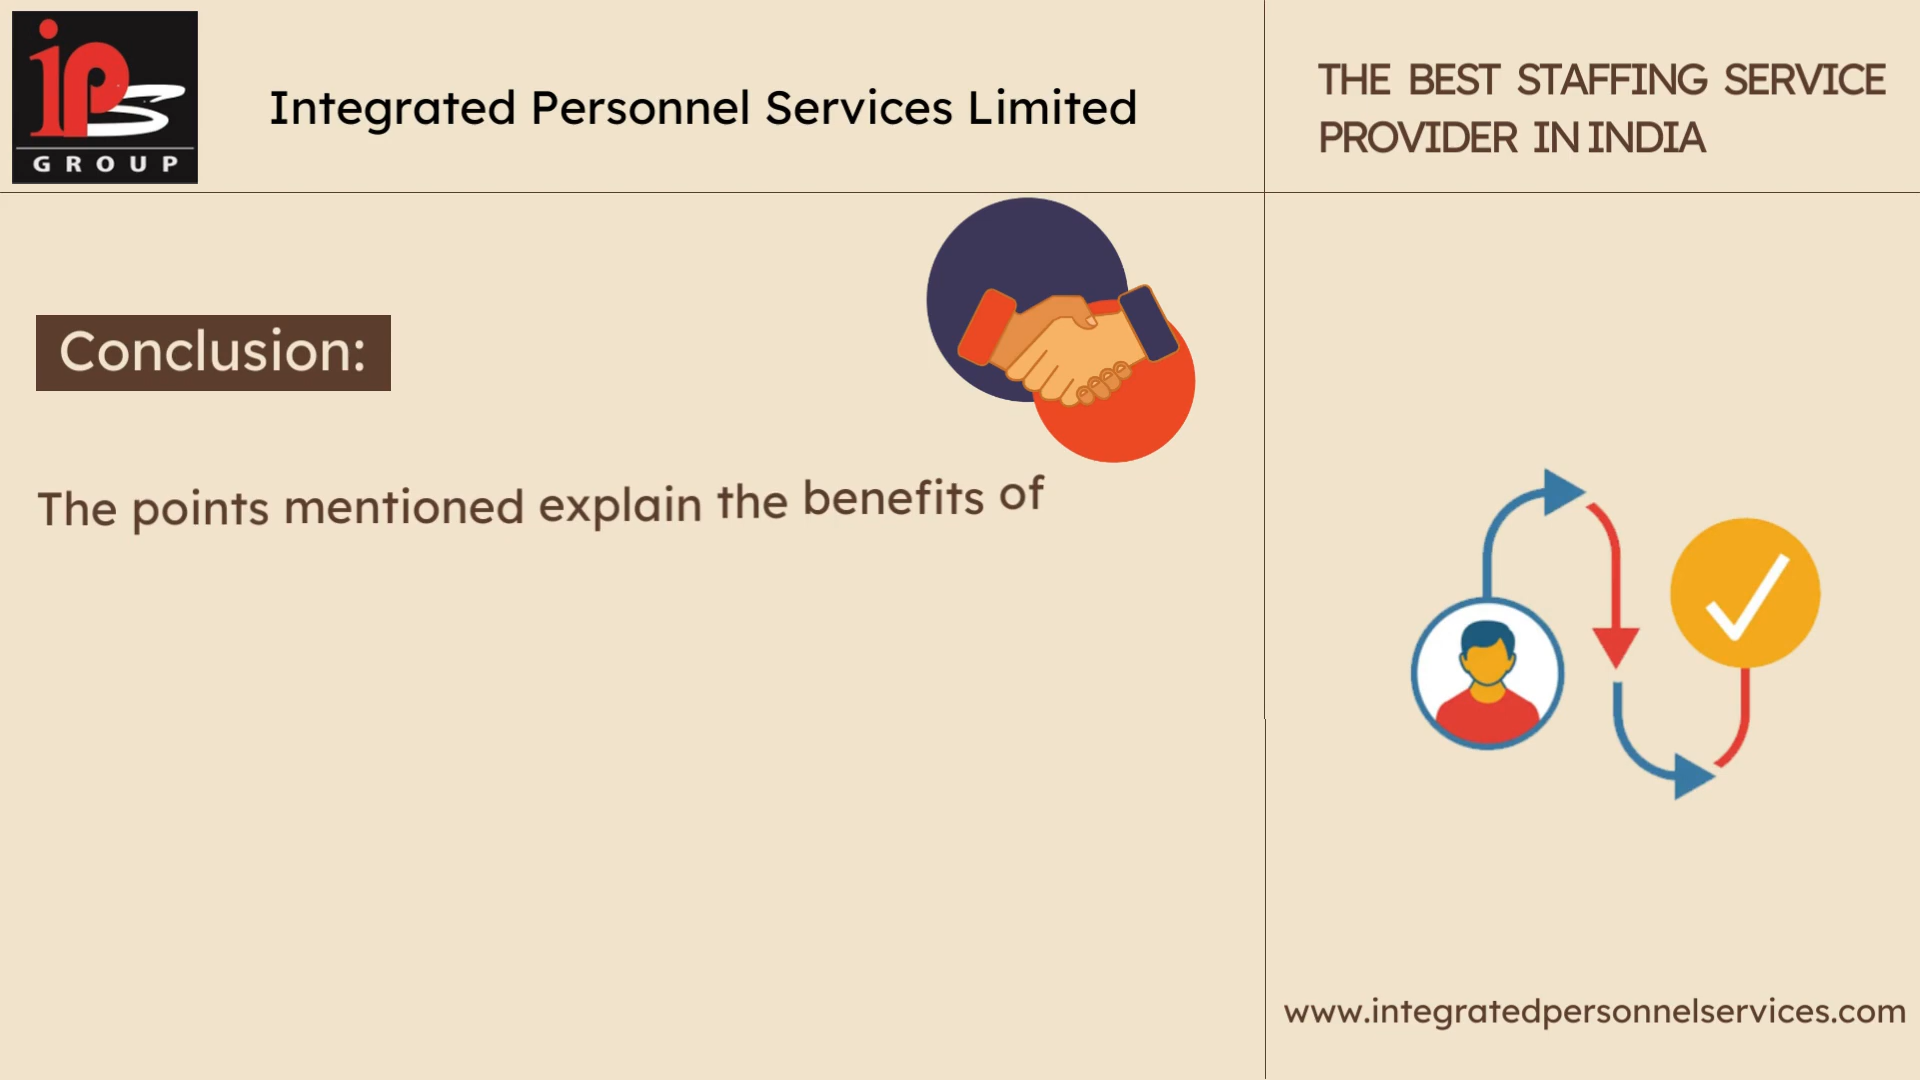 ips
GROUP
Integrated Personnel Services Limited
THE BEST STAFFING SERVICE
PROVIDER IN INDIA
Conclusion:
The points mentioned explain the benefits of
www.integratedpersonnelservices.com